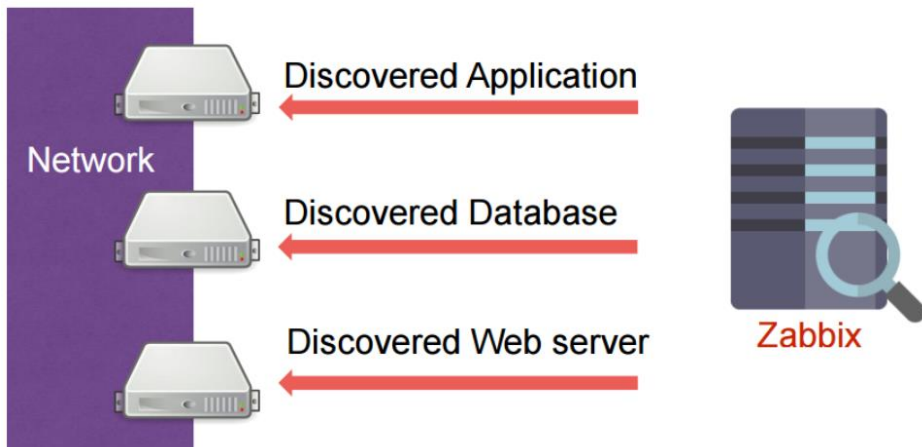 Discovered Application
Network
Discovered Database
Discovered Web server
Zabbix